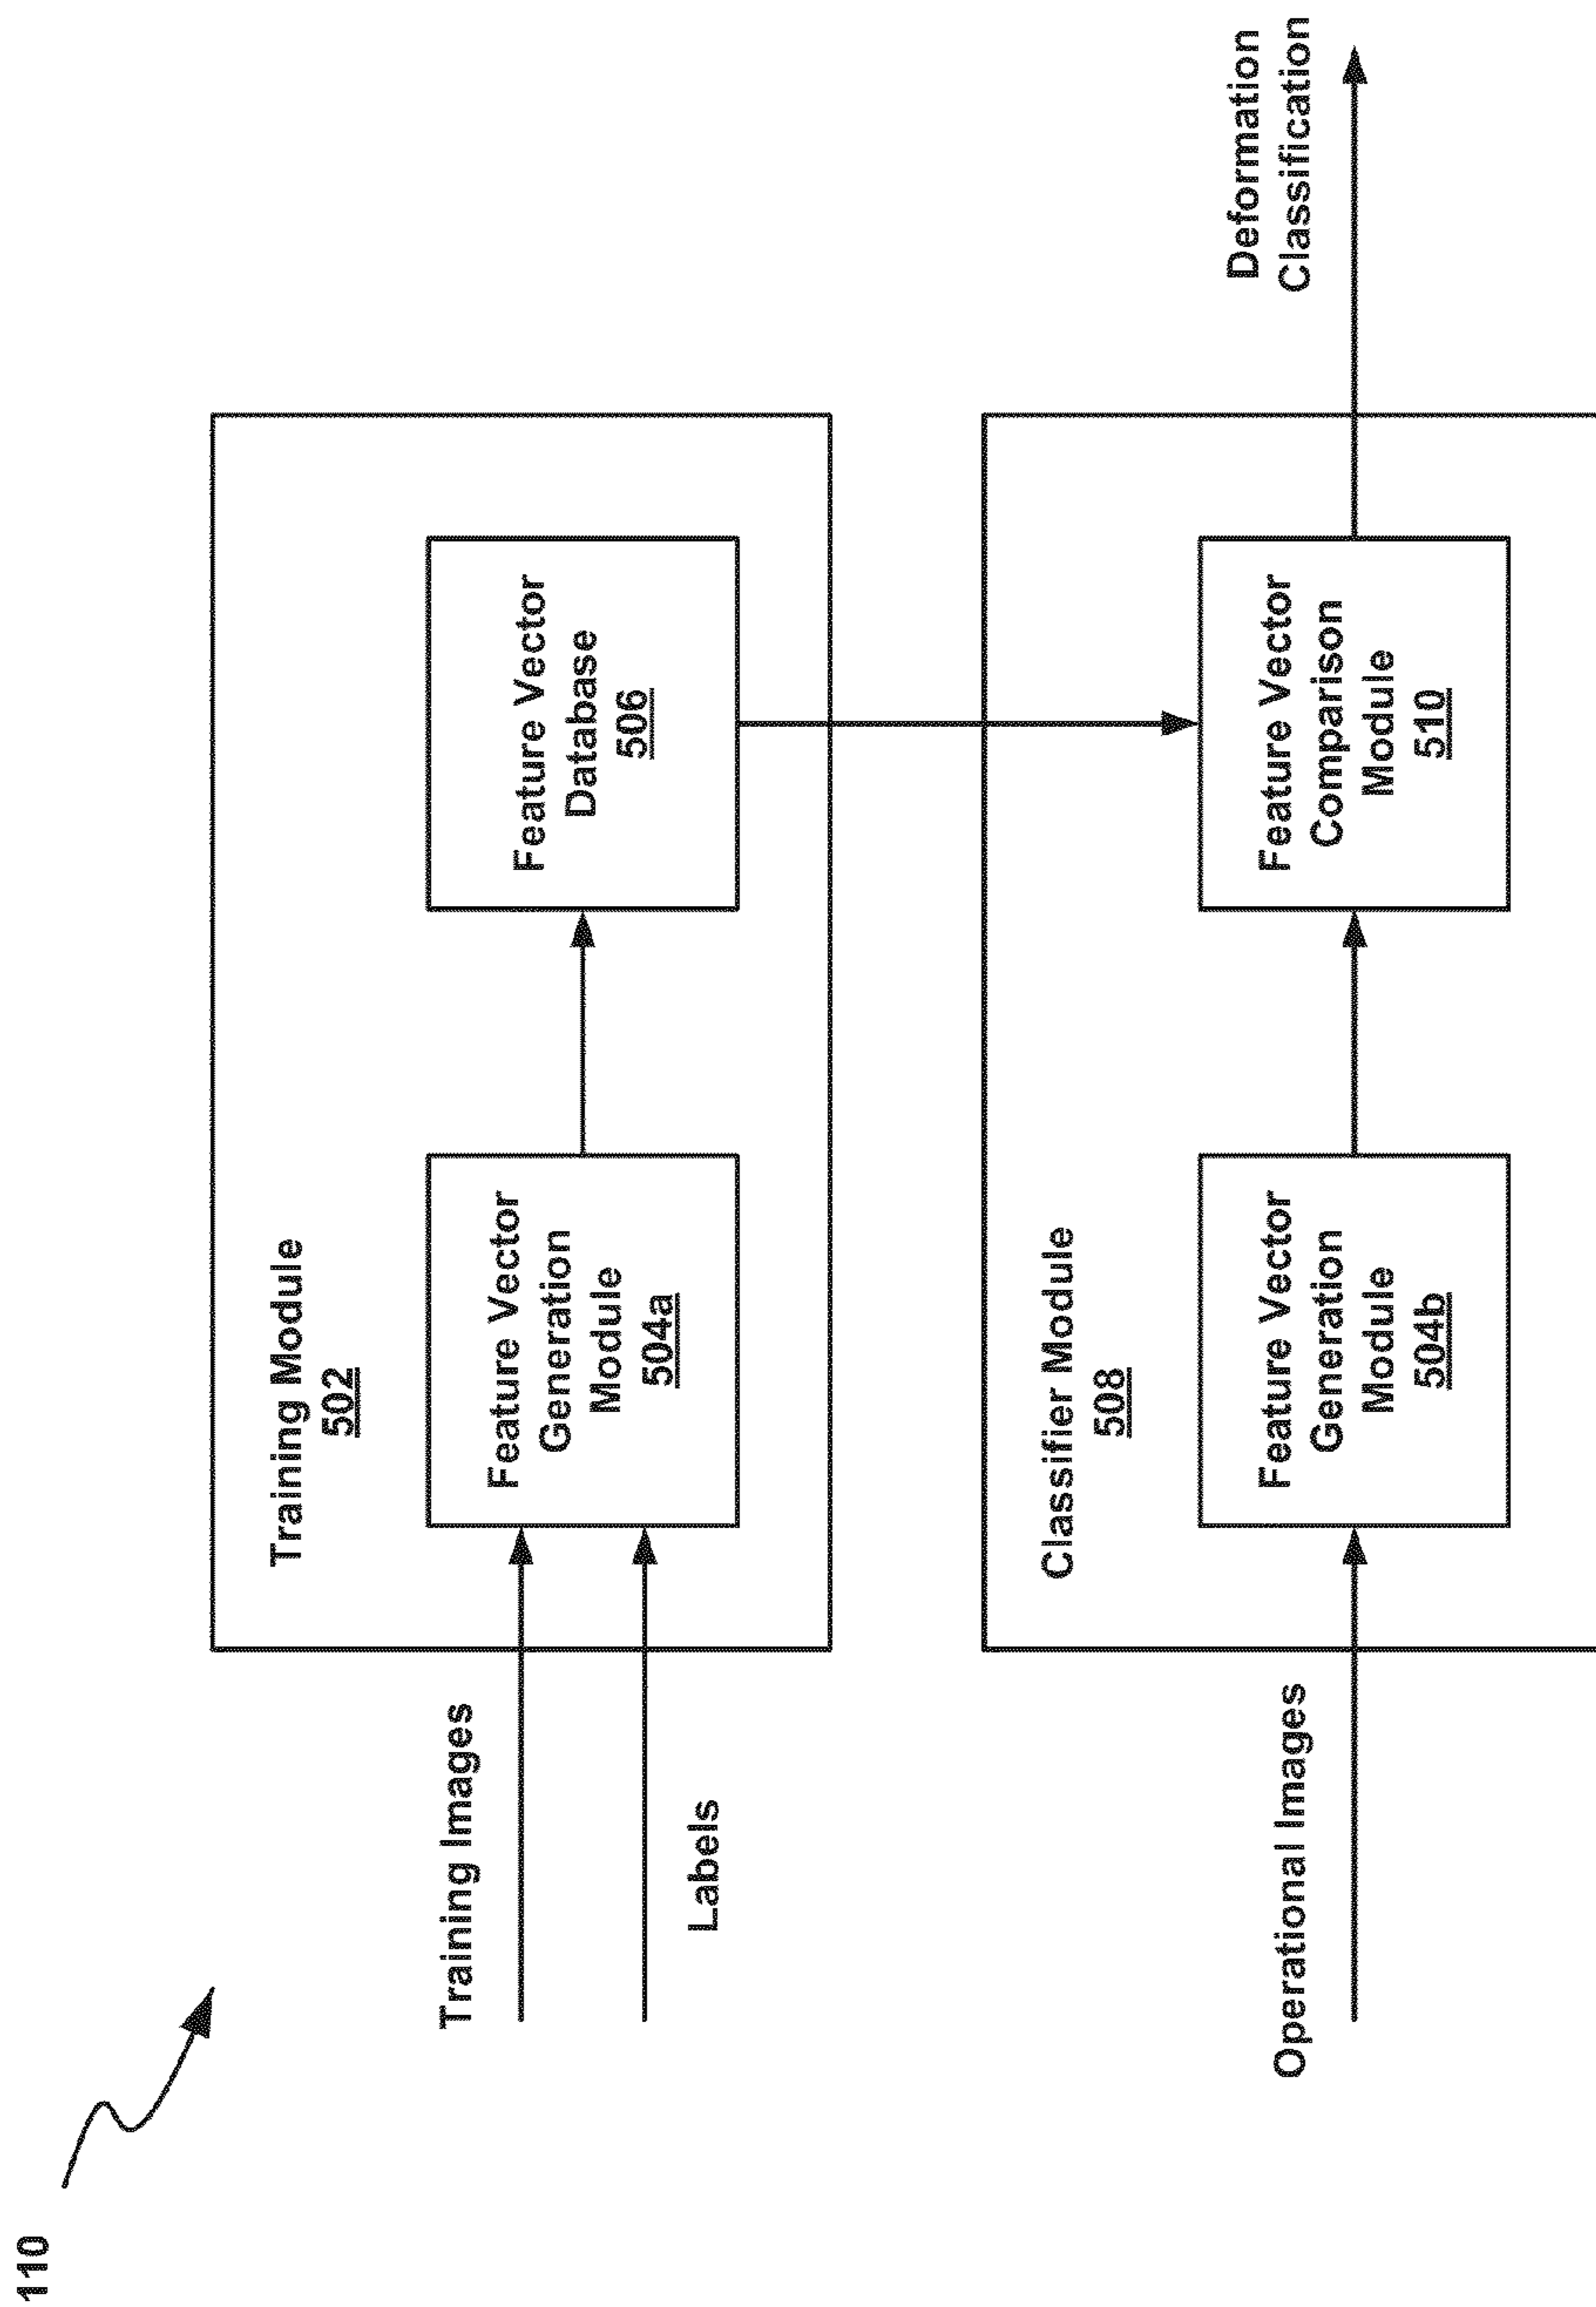 110
Training Images
Labels
Training Module
502
Feature Vector
Generation
Module
504a
Feature Vector
Database
506
Operational Images
Classifier Module
508
Feature Vector
Generation
Module
504b
Feature Vector
Comparison
Module
510
Deformation
Classification